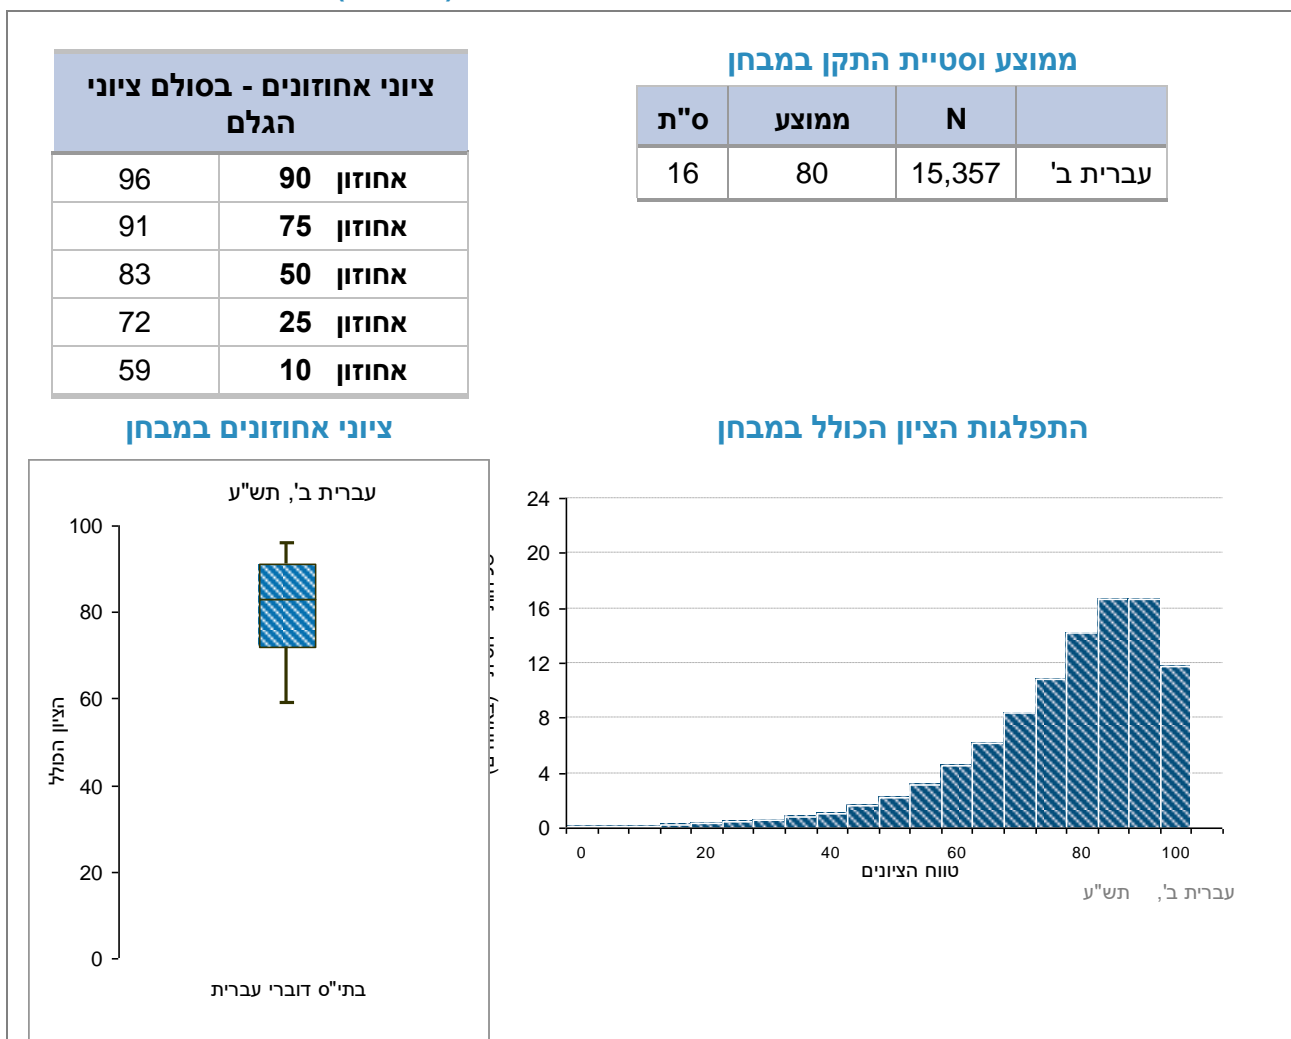 ממוצע וסטיית התקן במבחן
N ממוצע ס"ת
עברית ב' 15,357 80 16
ציוני אחוזונים - בסולם ציוני
הגלם
אחוזון 90 96
אחוזון 75 91
אחוזון 50 83
אחוזון 25 72
אחוזון 10 59
התפלגות הציון הכולל במבחן
24
20
16
12
8
4
0
0 20 40 60 80 100
טווח הציונים
עברית ב', תש"ע
ציוני אחוזונים במבחן
עברית ב', תש"ע
100
80
60
40
20
0
הציון הכולל
בתי"ס דוברי עברית